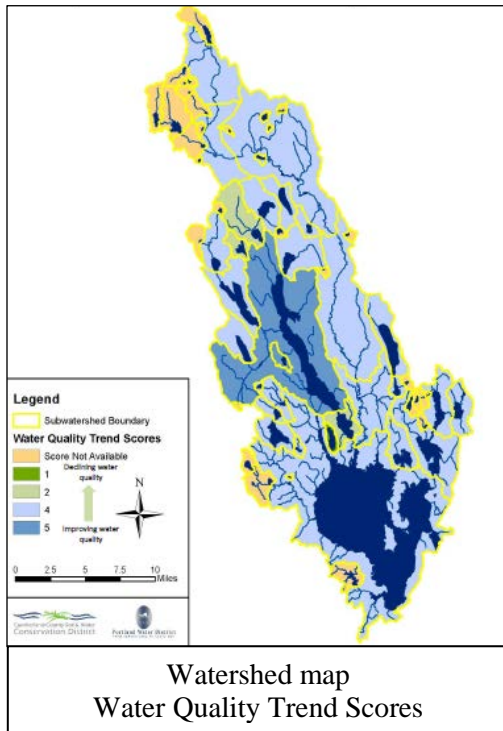 Legend
Subwatershed Boundary
Water Quality Trend Scores
Score Not Available
1
Declining water
quality
2
4
5
Improving water
quality
N
0 2.5 5 7.5 10
Miles
Conservation District
Portland Water District
Watershed map
Water Quality Trend Scores